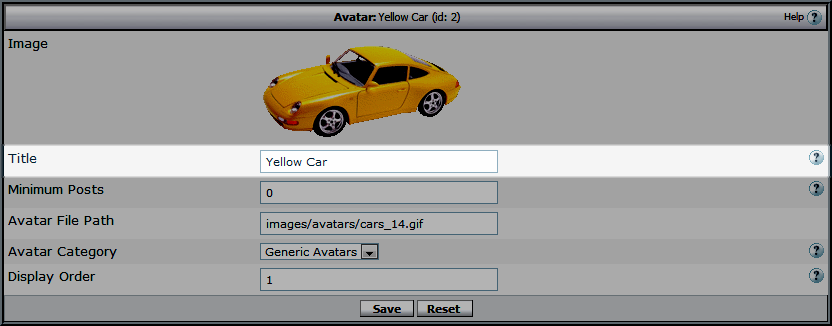 Avatar: Yellow Car (id: 2) Help ?
Image
Title Yellow Car ?
Minimum Posts 0 ?
Avatar File Path images/avatars/cars_14.gif
Avatar Category Generic Avatars ?
Display Order 1 ?
Save Reset